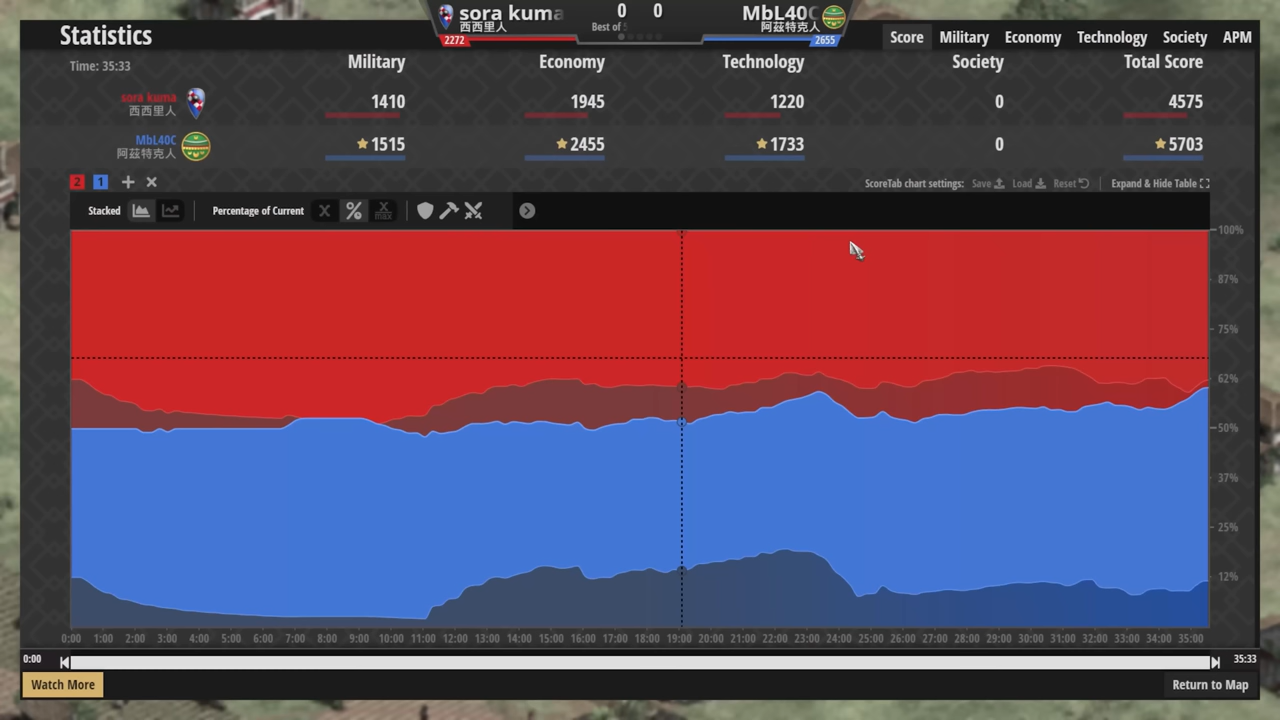 sora kuma 0 0 MbL40C
西西里人 Best of 5 阿茲特克人
2272 2655
Statistics Score Military Economy Technology Society APM
Time: 35:33 Military Economy Technology Society Total Score
sora kuma 1410 1945 1220 0 4575
西西里人
MbL40C 1515 2455 1733 0 5703
阿茲特克人
2 1 ScoreTab chart settings: Save Load Reset Expand & Hide Table
Stacked Percentage of Current X % X max
100%
87%
75%
62%
50%
37%
25%
12%
0:00 1:00 2:00 3:00 4:00 5:00 6:00 7:00 8:00 9:00 10:00 11:00 12:00 13:00 14:00 15:00 16:00 17:00 18:00 19:00 20:00 21:00 22:00 23:00 24:00 25:00 26:00 27:00 28:00 29:00 30:00 31:00 32:00 33:00 34:00 35:00
0:00 35:33
Watch More Return to Map